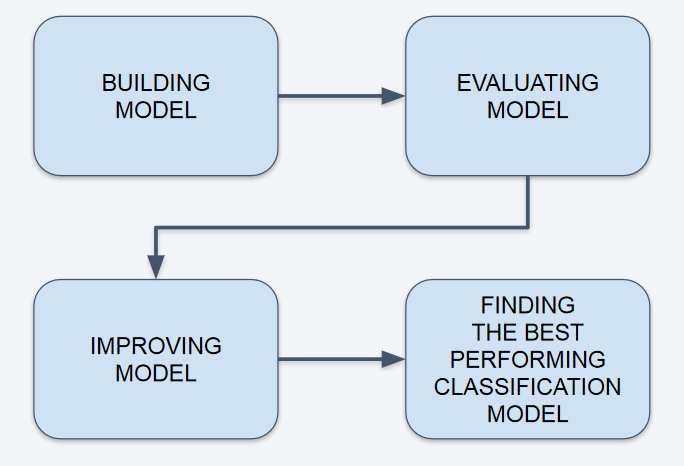 BUILDING
MODEL
EVALUATING
MODEL
IMPROVING
MODEL
FINDING
THE BEST
PERFORMING
CLASSIFICATION
MODEL